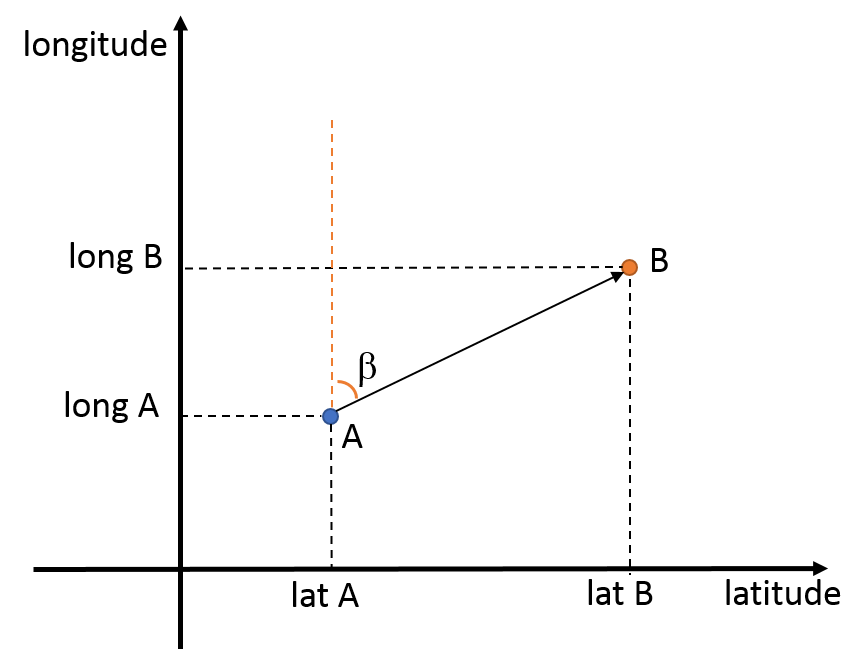 longitude
long B
B
β
long A
A
lat A
lat B
latitude